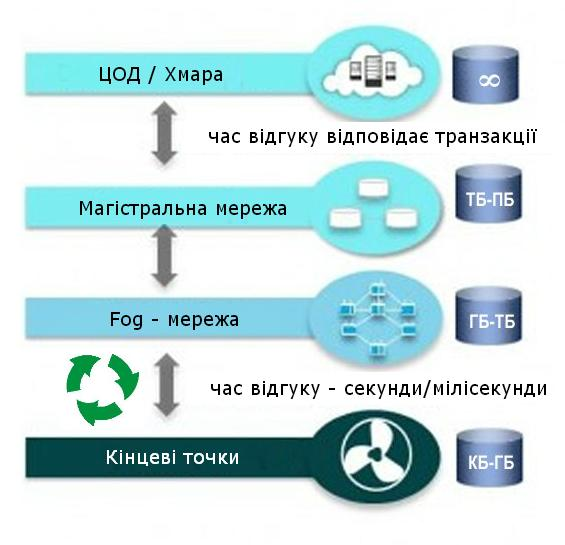 ЦОД / Хмара
∞
час відгуку відповідає транзакції
Магістральна мережа
ТБ-ПБ
Fog - мережа
ГБ-ТБ
час відгуку - секунди/мілісекунди
Кінцеві точки
КБ-ГБ